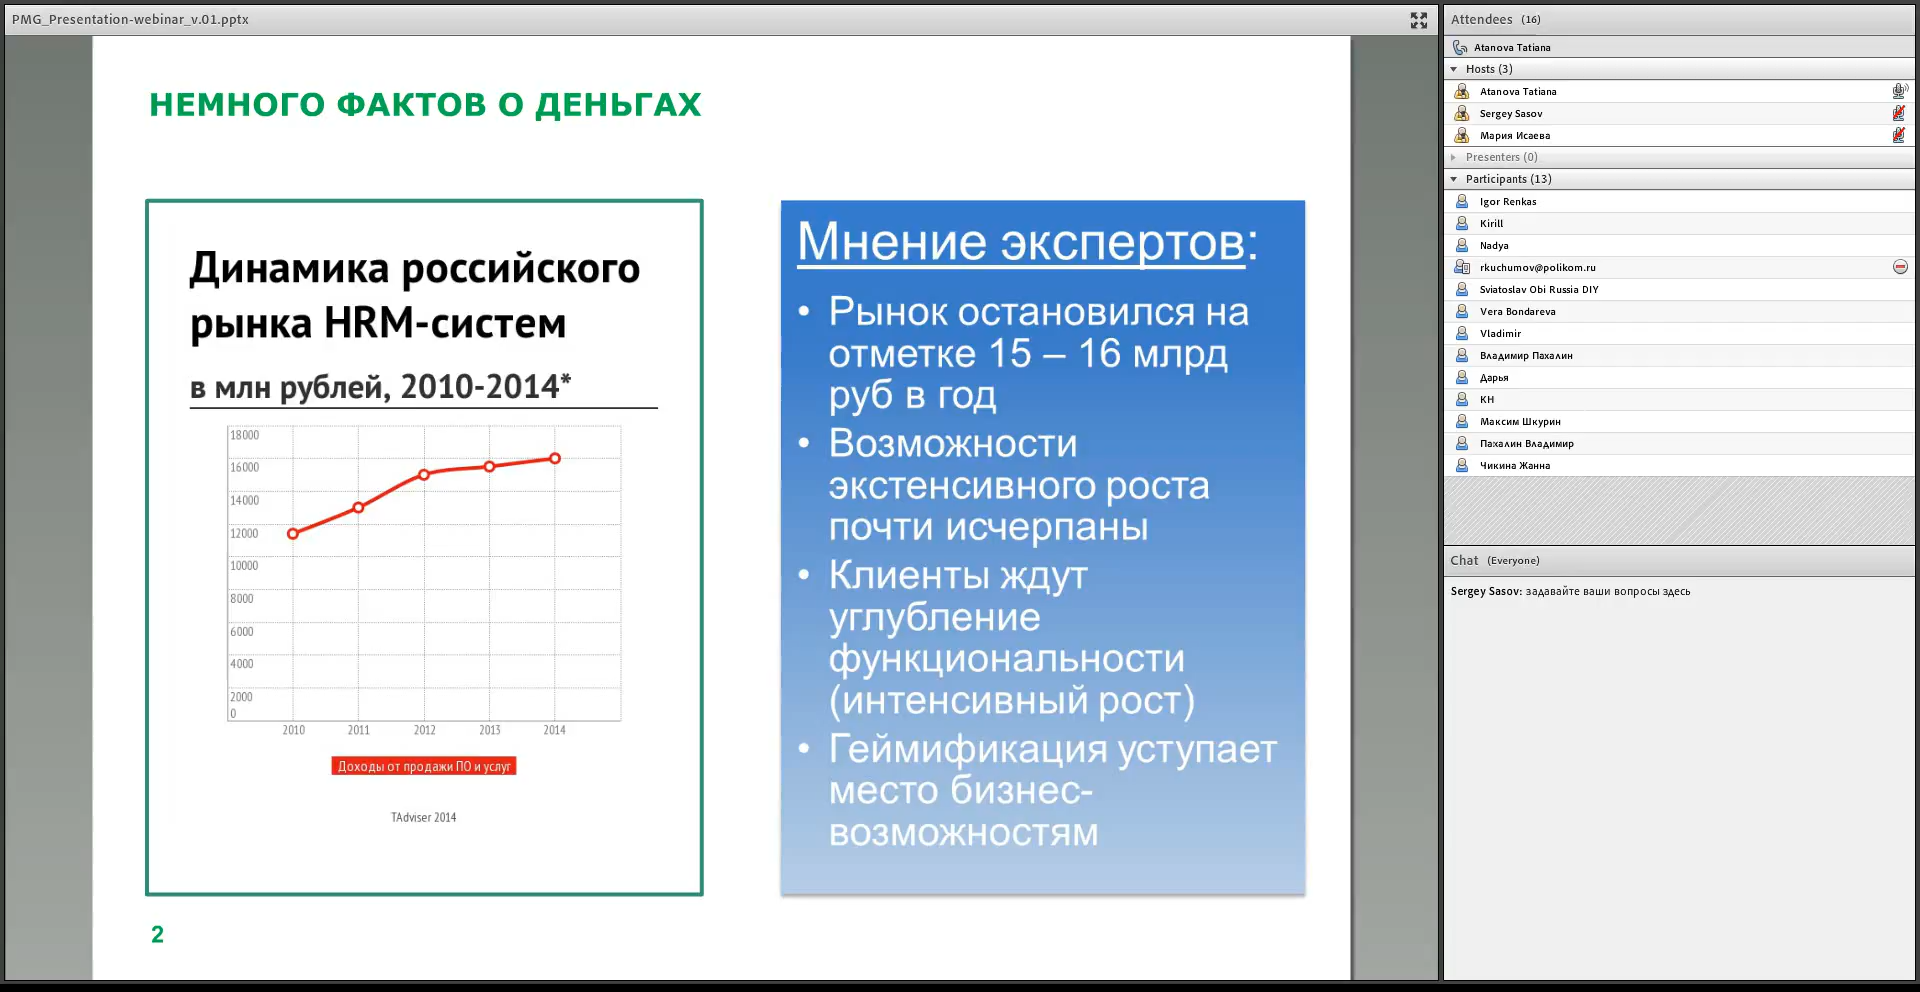 PMG_Presentation-webinar_v.01.pptx
НЕМНОГО ФАКТОВ О ДЕНЬГАХ
Динамика российского
рынка HRM-систем
в млн рублей, 2010-2014*
18000
16000
14000
12000
10000
8000
6000
4000
2000
0
2010 2011 2012 2013 2014
Доходы от продажи ПО и услуг
TAdviser 2014
Мнение экспертов:
• Рынок остановился на
отметке 15 – 16 млрд
руб в год
• Возможности
экстенсивного роста
почти исчерпаны
• Клиенты ждут
углубление
функциональности
(интенсивный рост)
• Геймификация уступает
место бизнес-
возможностям
2
Attendees (16)
Atanova Tatiana
Hosts (3)
Atanova Tatiana
Sergey Sasov
Мария Исаева
Presenters (0)
Participants (13)
Igor Renkas
Kirill
Nadya
rkuchumov@polikom.ru
Sviatoslav Obi Russia DIY
Vera Bondareva
Vladimir
Владимир Пахалин
Дарья
КН
Максим Шкурин
Пахалин Владимир
Чикина Жанна
Chat (Everyone)
Sergey Sasov: задавайте ваши вопросы здесь